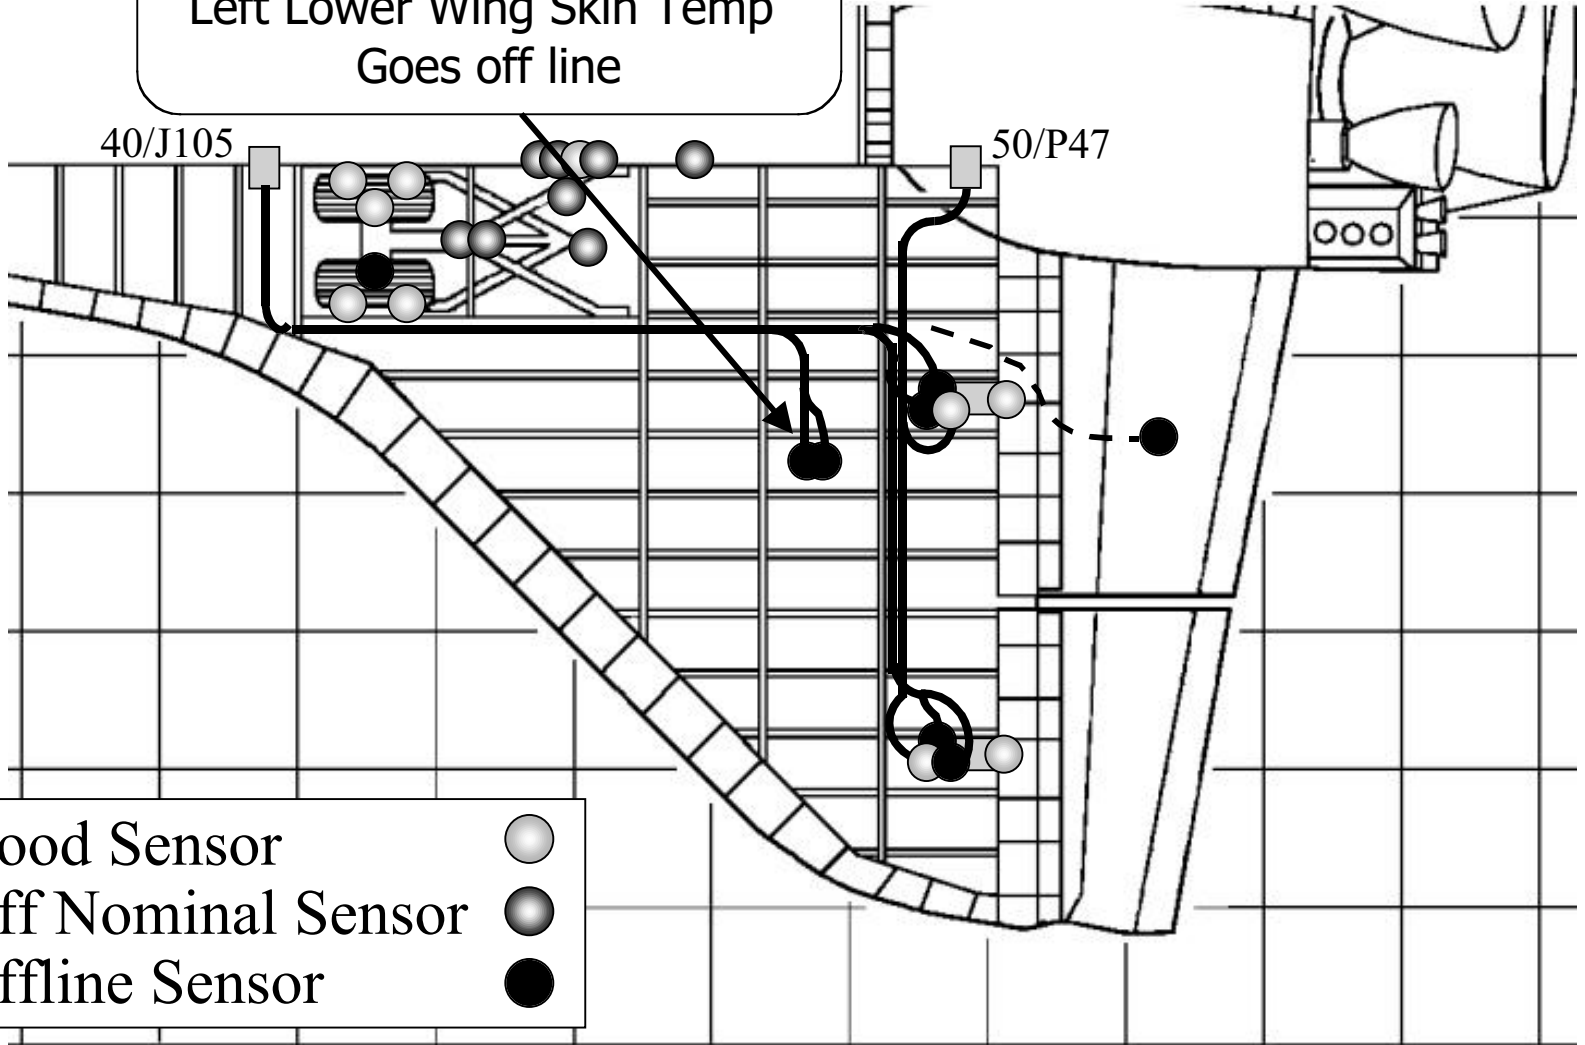 Left Lower Wing Skin Temp
Goes off line
40/J105
50/P47
ood Sensor
ff Nominal Sensor
ffline Sensor